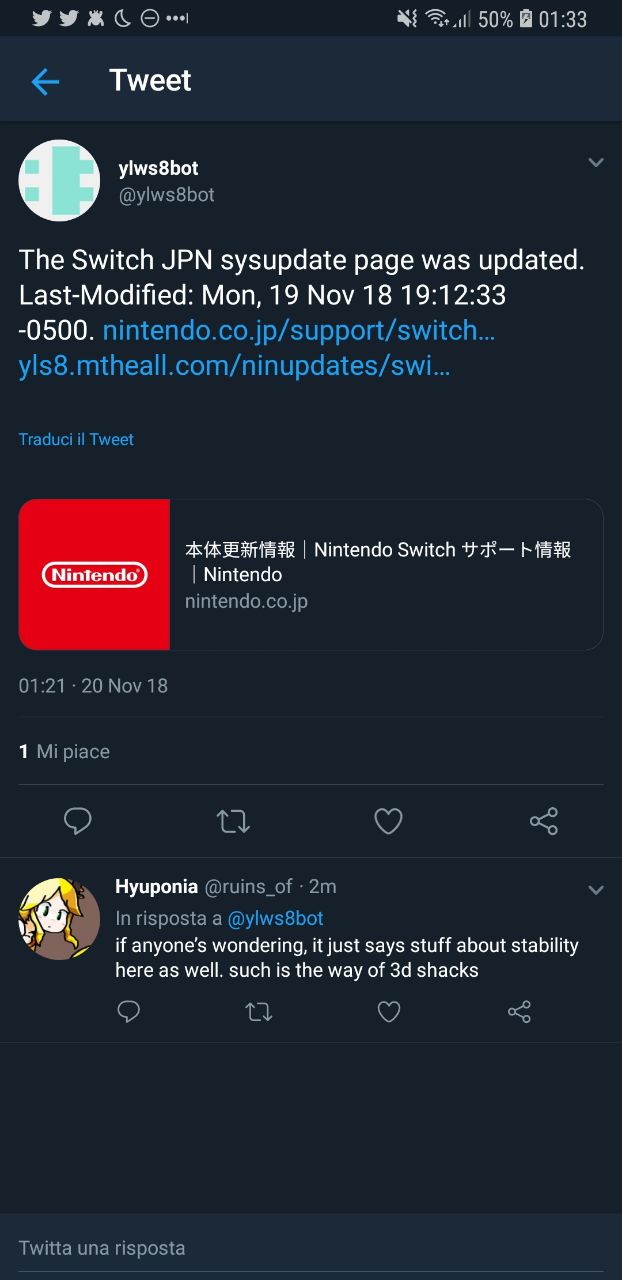 50% 01:33
Tweet
ylws8bot
@ylws8bot
The Switch JPN sysupdate page was updated.
Last-Modified: Mon, 19 Nov 18 19:12:33
-0500. nintendo.co.jp/support/switch…
yls8.mtheall.com/ninupdates/swi…
Traduci il Tweet
Nintendo
本体更新情報｜Nintendo Switch サポート情報
｜Nintendo
nintendo.co.jp
01:21 · 20 Nov 18
1 Mi piace
Hyuponia @ruins_of · 2m
In risposta a @ylws8bot
if anyone’s wondering, it just says stuff about stability
here as well. such is the way of 3d shacks
Twitta una risposta